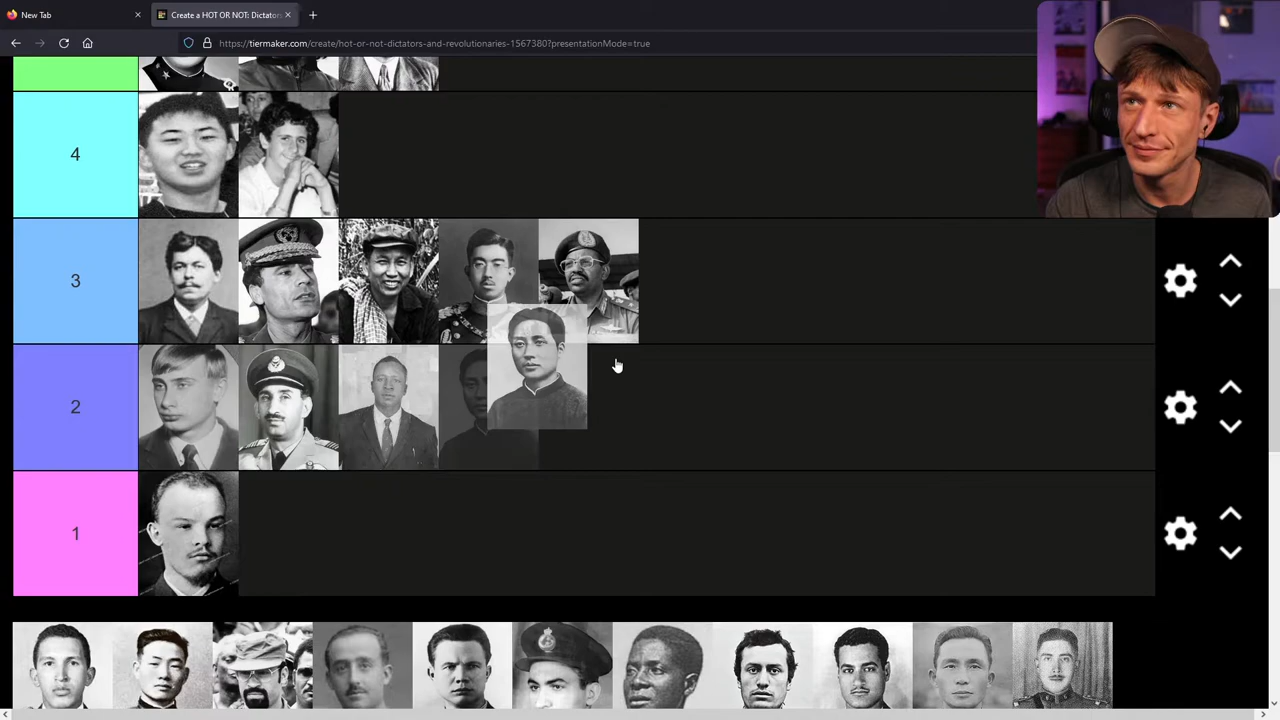 New Tab
Create a HOT OR NOT: Dictators
https://tiermaker.com/create/hot-or-not-dictators-and-revolutionaries-1567380?presentationMode=true
4
3
2
1